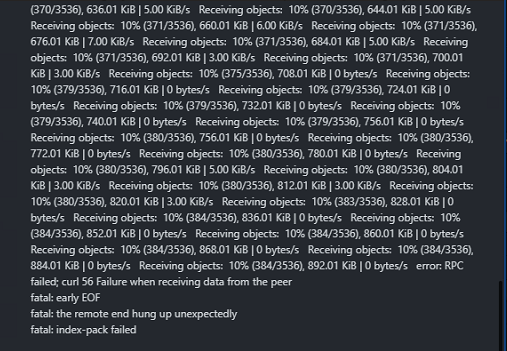 (370/3536), 636.01 KiB | 5.00 KiB/s   Receiving objects:  10% (370/3536), 644.01 KiB | 5.00 KiB/s
Receiving objects:  10% (371/3536), 660.01 KiB | 6.00 KiB/s   Receiving objects:  10% (371/3536),
676.01 KiB | 7.00 KiB/s   Receiving objects:  10% (371/3536), 684.01 KiB | 5.00 KiB/s   Receiving
objects:  10% (371/3536), 692.01 KiB | 3.00 KiB/s   Receiving objects:  10% (371/3536), 700.01
KiB | 3.00 KiB/s   Receiving objects:  10% (375/3536), 708.01 KiB | 0 bytes/s   Receiving objects:
10% (379/3536), 716.01 KiB | 0 bytes/s   Receiving objects:  10% (379/3536), 724.01 KiB | 0
bytes/s   Receiving objects:  10% (379/3536), 732.01 KiB | 0 bytes/s   Receiving objects:  10%
(379/3536), 740.01 KiB | 0 bytes/s   Receiving objects:  10% (379/3536), 756.01 KiB | 0 bytes/s
Receiving objects:  10% (380/3536), 756.01 KiB | 0 bytes/s   Receiving objects:  10% (380/3536),
772.01 KiB | 0 bytes/s   Receiving objects:  10% (380/3536), 780.01 KiB | 0 bytes/s   Receiving
objects:  10% (380/3536), 796.01 KiB | 5.00 KiB/s   Receiving objects:  10% (380/3536), 804.01
KiB | 3.00 KiB/s   Receiving objects:  10% (380/3536), 812.01 KiB | 3.00 KiB/s   Receiving objects:
10% (380/3536), 820.01 KiB | 3.00 KiB/s   Receiving objects:  10% (383/3536), 828.01 KiB | 0
bytes/s   Receiving objects:  10% (384/3536), 836.01 KiB | 0 bytes/s   Receiving objects:  10%
(384/3536), 852.01 KiB | 0 bytes/s   Receiving objects:  10% (384/3536), 860.01 KiB | 0 bytes/s
Receiving objects:  10% (384/3536), 868.01 KiB | 0 bytes/s   Receiving objects:  10% (384/3536),
884.01 KiB | 0 bytes/s   Receiving objects:  10% (384/3536), 892.01 KiB | 0 bytes/s   error: RPC
failed; curl 56 Failure when receiving data from the peer
fatal: early EOF
fatal: the remote end hung up unexpectedly
fatal: index-pack failed